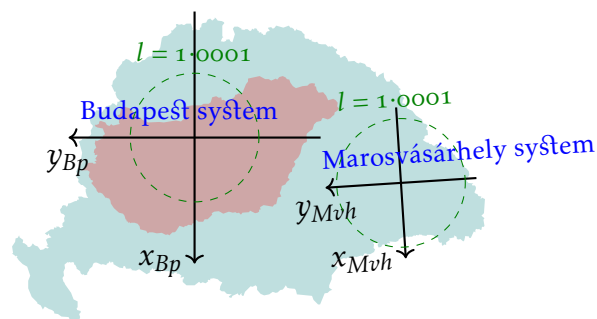 l = 1·0001
Budapest system
y_Bp
x_Bp
l = 1·0001
Marosvásárhely system
y_Mvh
x_Mvh